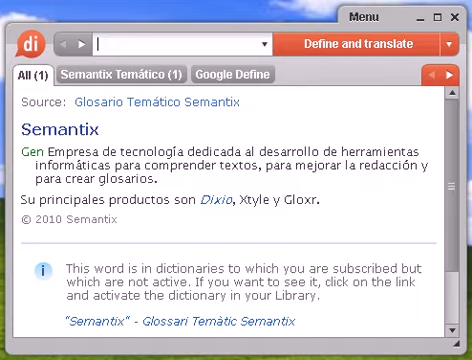 Menu
di
Define and translate
All (1) Semantix Temático (1) Google Define
Source: Glosario Temático Semantix
Semantix
Gen Empresa de tecnología dedicada al desarrollo de herramientas
informáticas para comprender textos, para mejorar la redacción y
para crear glosarios.
Su principales productos son Dixio, Xtyle y Gloxr.
© 2010 Semantix
i
This word is in dictionaries to which you are subscribed but
which are not active. If you want to see it, click on the link
and activate the dictionary in your Library.
"Semantix" - Glossari Temàtic Semantix